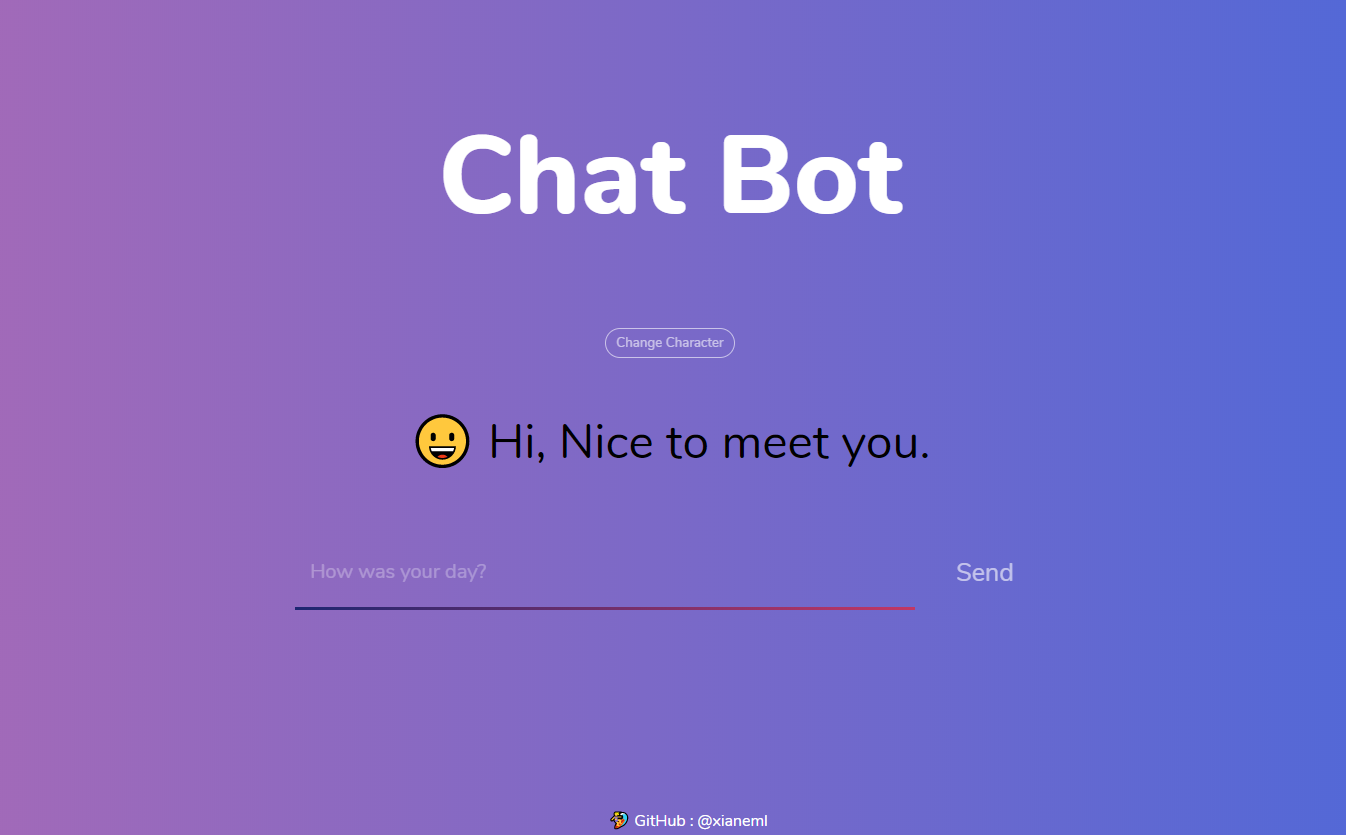 Chat Bot
Change Character
Hi, Nice to meet you.
How was your day?
Send
GitHub : @xianeml